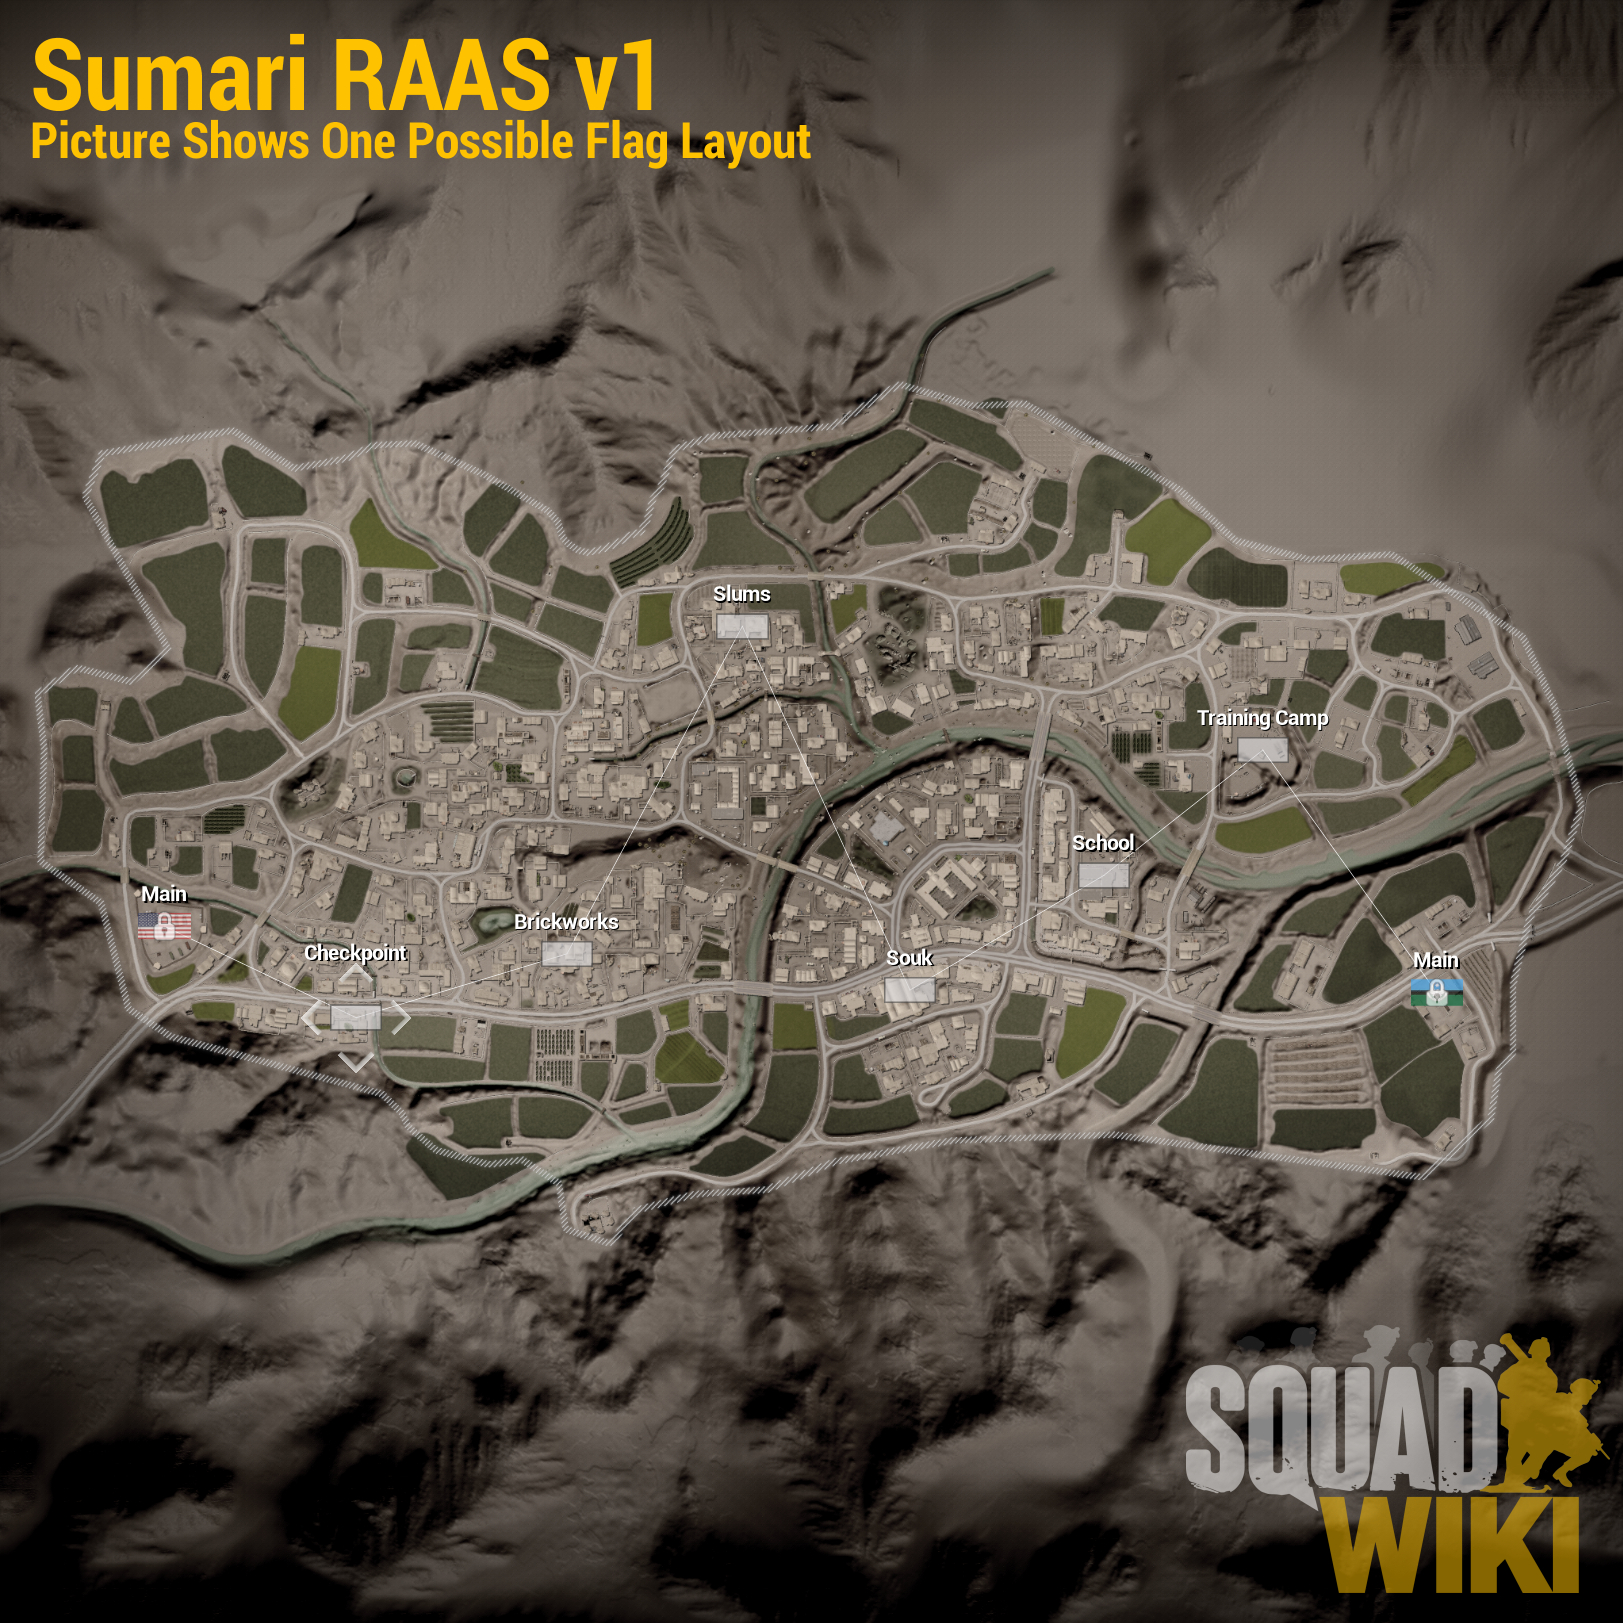 Sumari RAAS v1
Picture Shows One Possible Flag Layout
Slums
Training Camp
School
Main
Brickworks
Checkpoint
Souk
Main
SQUAD
WIKI